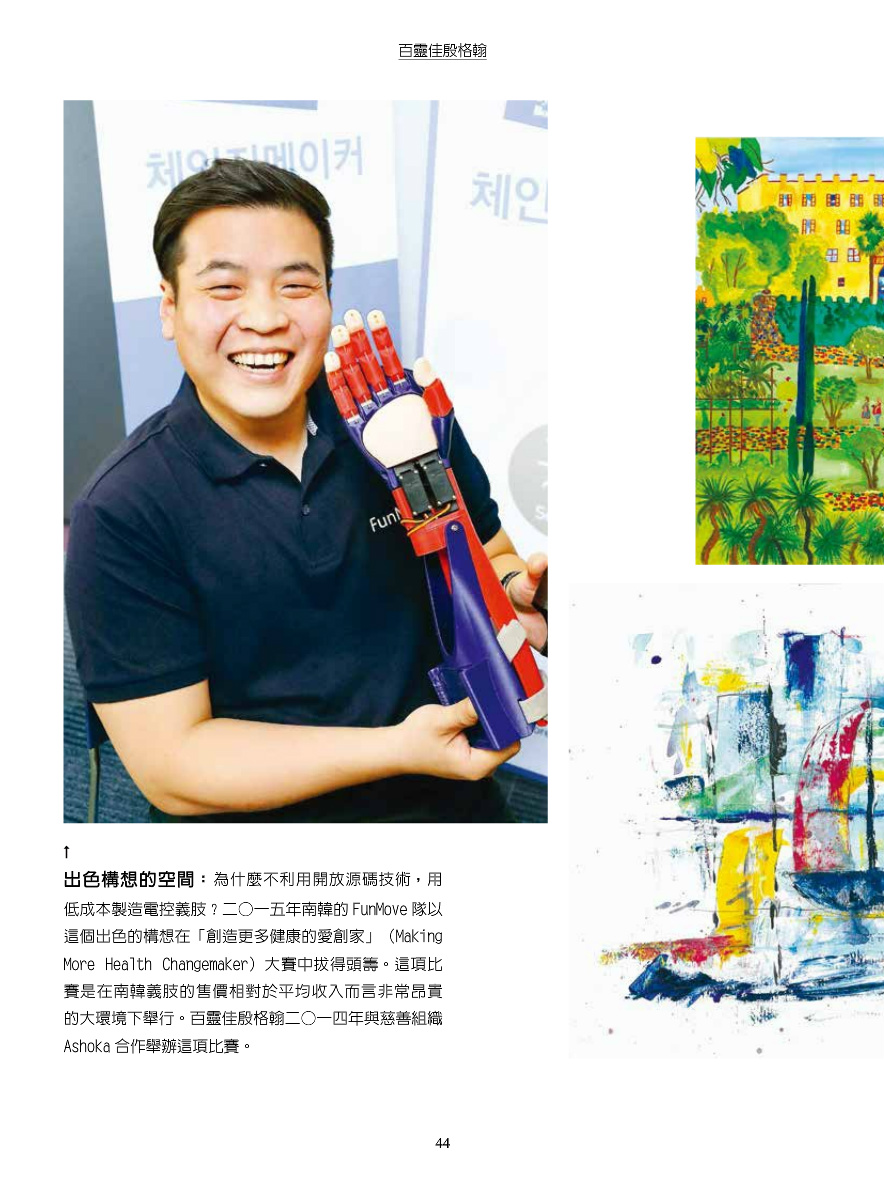 百靈佳殷格翰
체인지메이커
체인
FunM
↑
出色構想的空間：為什麼不利用開放源碼技術，用
低成本製造電控義肢？二〇一五年南韓的 FunMove 隊以
這個出色的構想在「創造更多健康的愛創家」（Making
More Health Changemaker）大賽中拔得頭籌。這項比
賽是在南韓義肢的售價相對於平均收入而言非常昂貴
的大環境下舉行。百靈佳殷格翰二〇一四年與慈善組織
Ashoka 合作舉辦這項比賽。
44